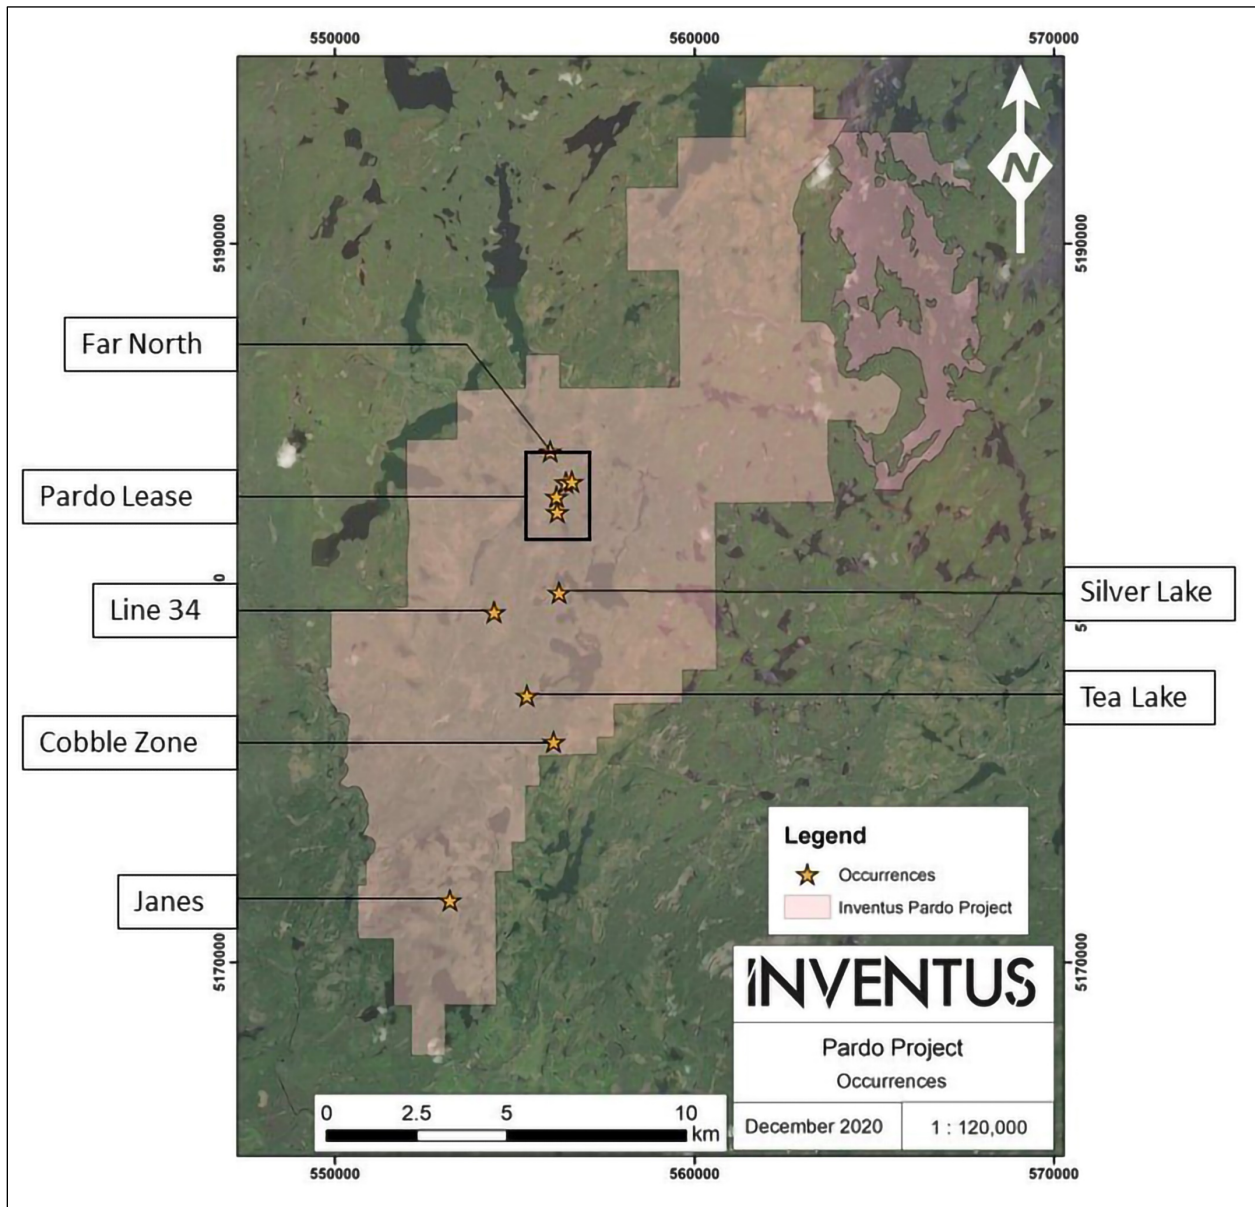 550000
560000
570000
5190000
5190000
Far North
Pardo Lease
0
Line 34
Silver Lake
5
Tea Lake
Cobble Zone
Janes
5170000
5170000
N
Legend
Occurrences
Inventus Pardo Project
INVENTUS
Pardo Project
Occurrences
December 2020
1 : 120,000
0 2.5 5 10
km
550000
560000
570000